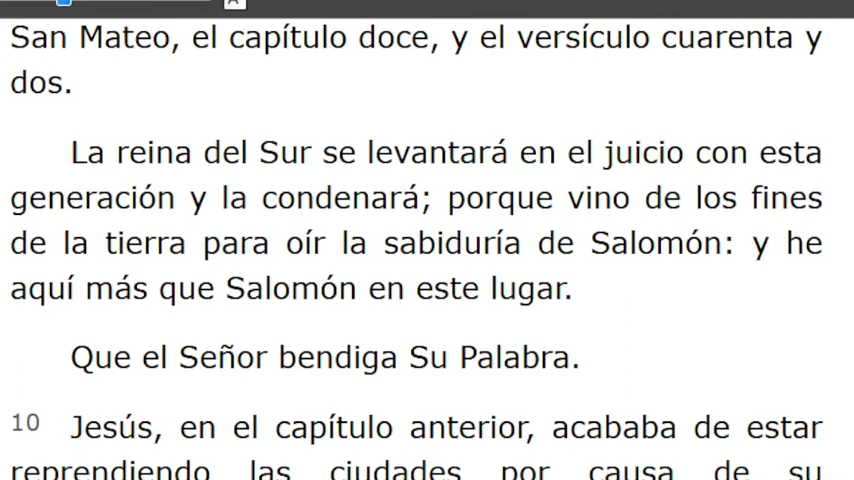 San Mateo, el capítulo doce, y el versículo cuarenta y
dos.
La reina del Sur se levantará en el juicio con esta
generación y la condenará; porque vino de los fines
de la tierra para oír la sabiduría de Salomón: y he
aquí más que Salomón en este lugar.
Que el Señor bendiga Su Palabra.
10 Jesús, en el capítulo anterior, acababa de estar
reprendiendo las ciudades por causa de su